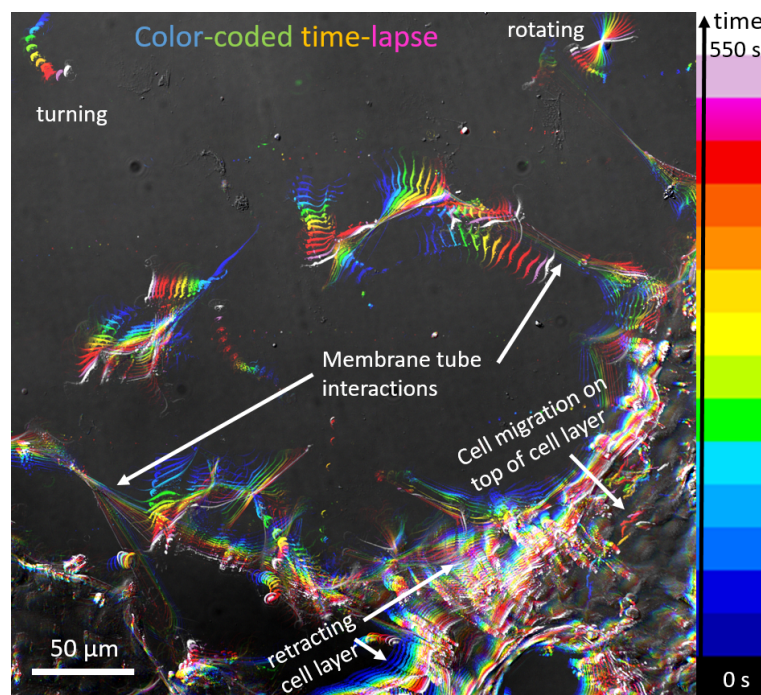 Color-coded time-lapse
rotating
time
550 s
turning
Membrane tube
interactions
Cell migration on
top of cell layer
retracting
cell layer
50 µm
0 s